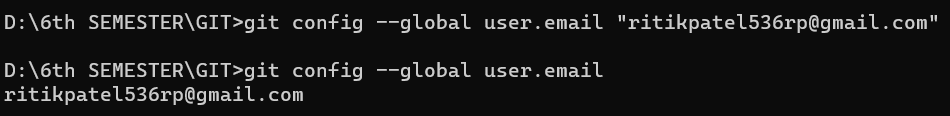 D:\6th SEMESTER\GIT>git config --global user.email "ritikpatel536rp@gmail.com"
D:\6th SEMESTER\GIT>git config --global user.email
ritikpatel536rp@gmail.com